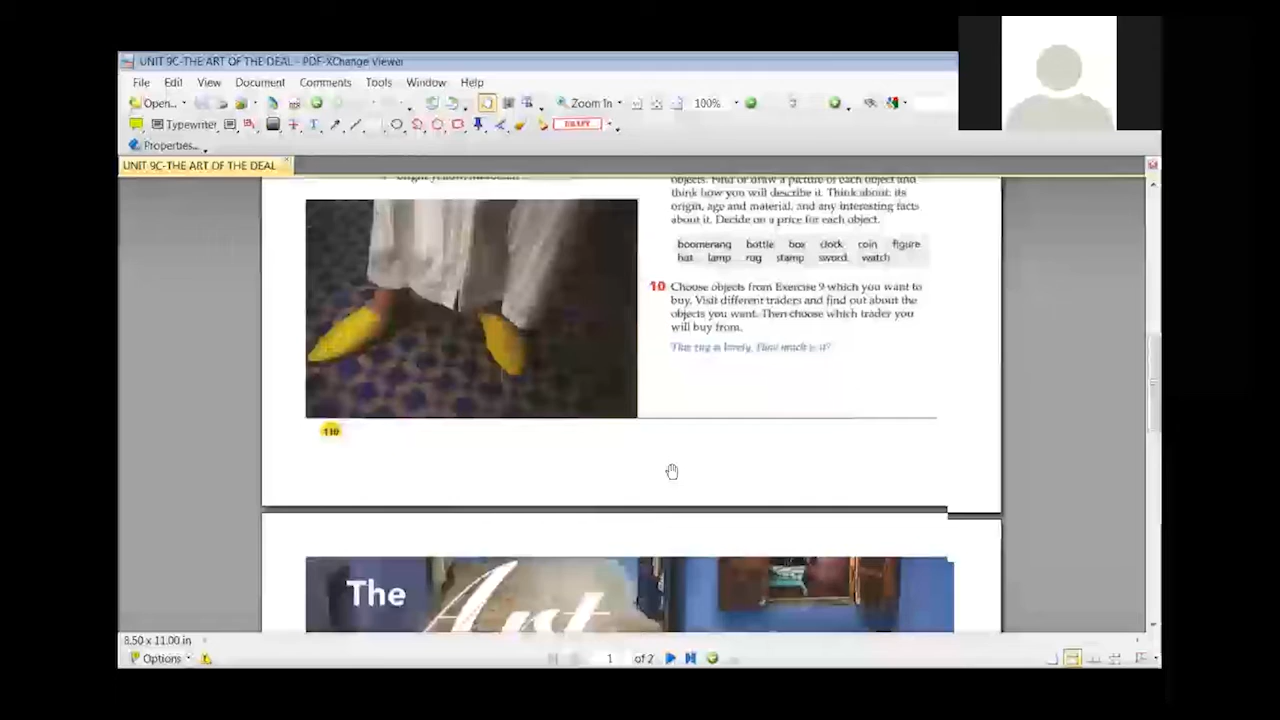 UNIT 9C-THE ART OF THE DEAL - PDF-XChange Viewer
File Edit View Document Comments Tools Window Help
Open... Zoom In 100%
Typewriter DRAFT
Properties...
UNIT 9C-THE ART OF THE DEAL
bright yellow,
objects. Find or draw a picture of each object and
think how you will describe it. Think about its
origin, age and material, and any interesting facts
about it. Decide on a price for each object.
boomerang bottle box clock coin figure
hat lamp rug stamp sword watch
10 Choose objects from Exercise 9 which you want to
buy. Visit different traders and find out about the
objects you want. Then choose which trader you
will buy from.
This rug is lovely. How much is it?
110
The
Art
8.50 x 11.00 in
Options 1 of 2